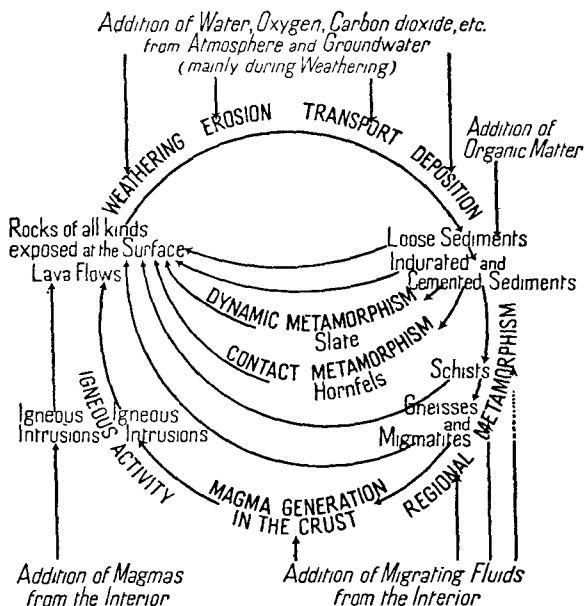 Addition of Water, Oxygen, Carbon dioxide, etc.
from Atmosphere and Groundwater
(mainly during Weathering)
WEATHERING
EROSION
TRANSPORT
DEPOSITION
Addition of
Organic Matter
Rocks of all kinds
exposed at the Surface
Lava Flows
Loose Sediments
Indurated and
Cemented Sediments
DYNAMIC METAMORPHISM
Slate
CONTACT METAMORPHISM
Hornfels
Schists
Gneisses
and
Migmatites
REGIONAL METAMORPHISM
IGNEOUS ACTIVITY
Igneous
Intrusions
Igneous
Intrusions
MAGMA GENERATION
IN THE CRUST
Addition of Magmas
from the Interior
Addition of Migrating Fluids
from the Interior